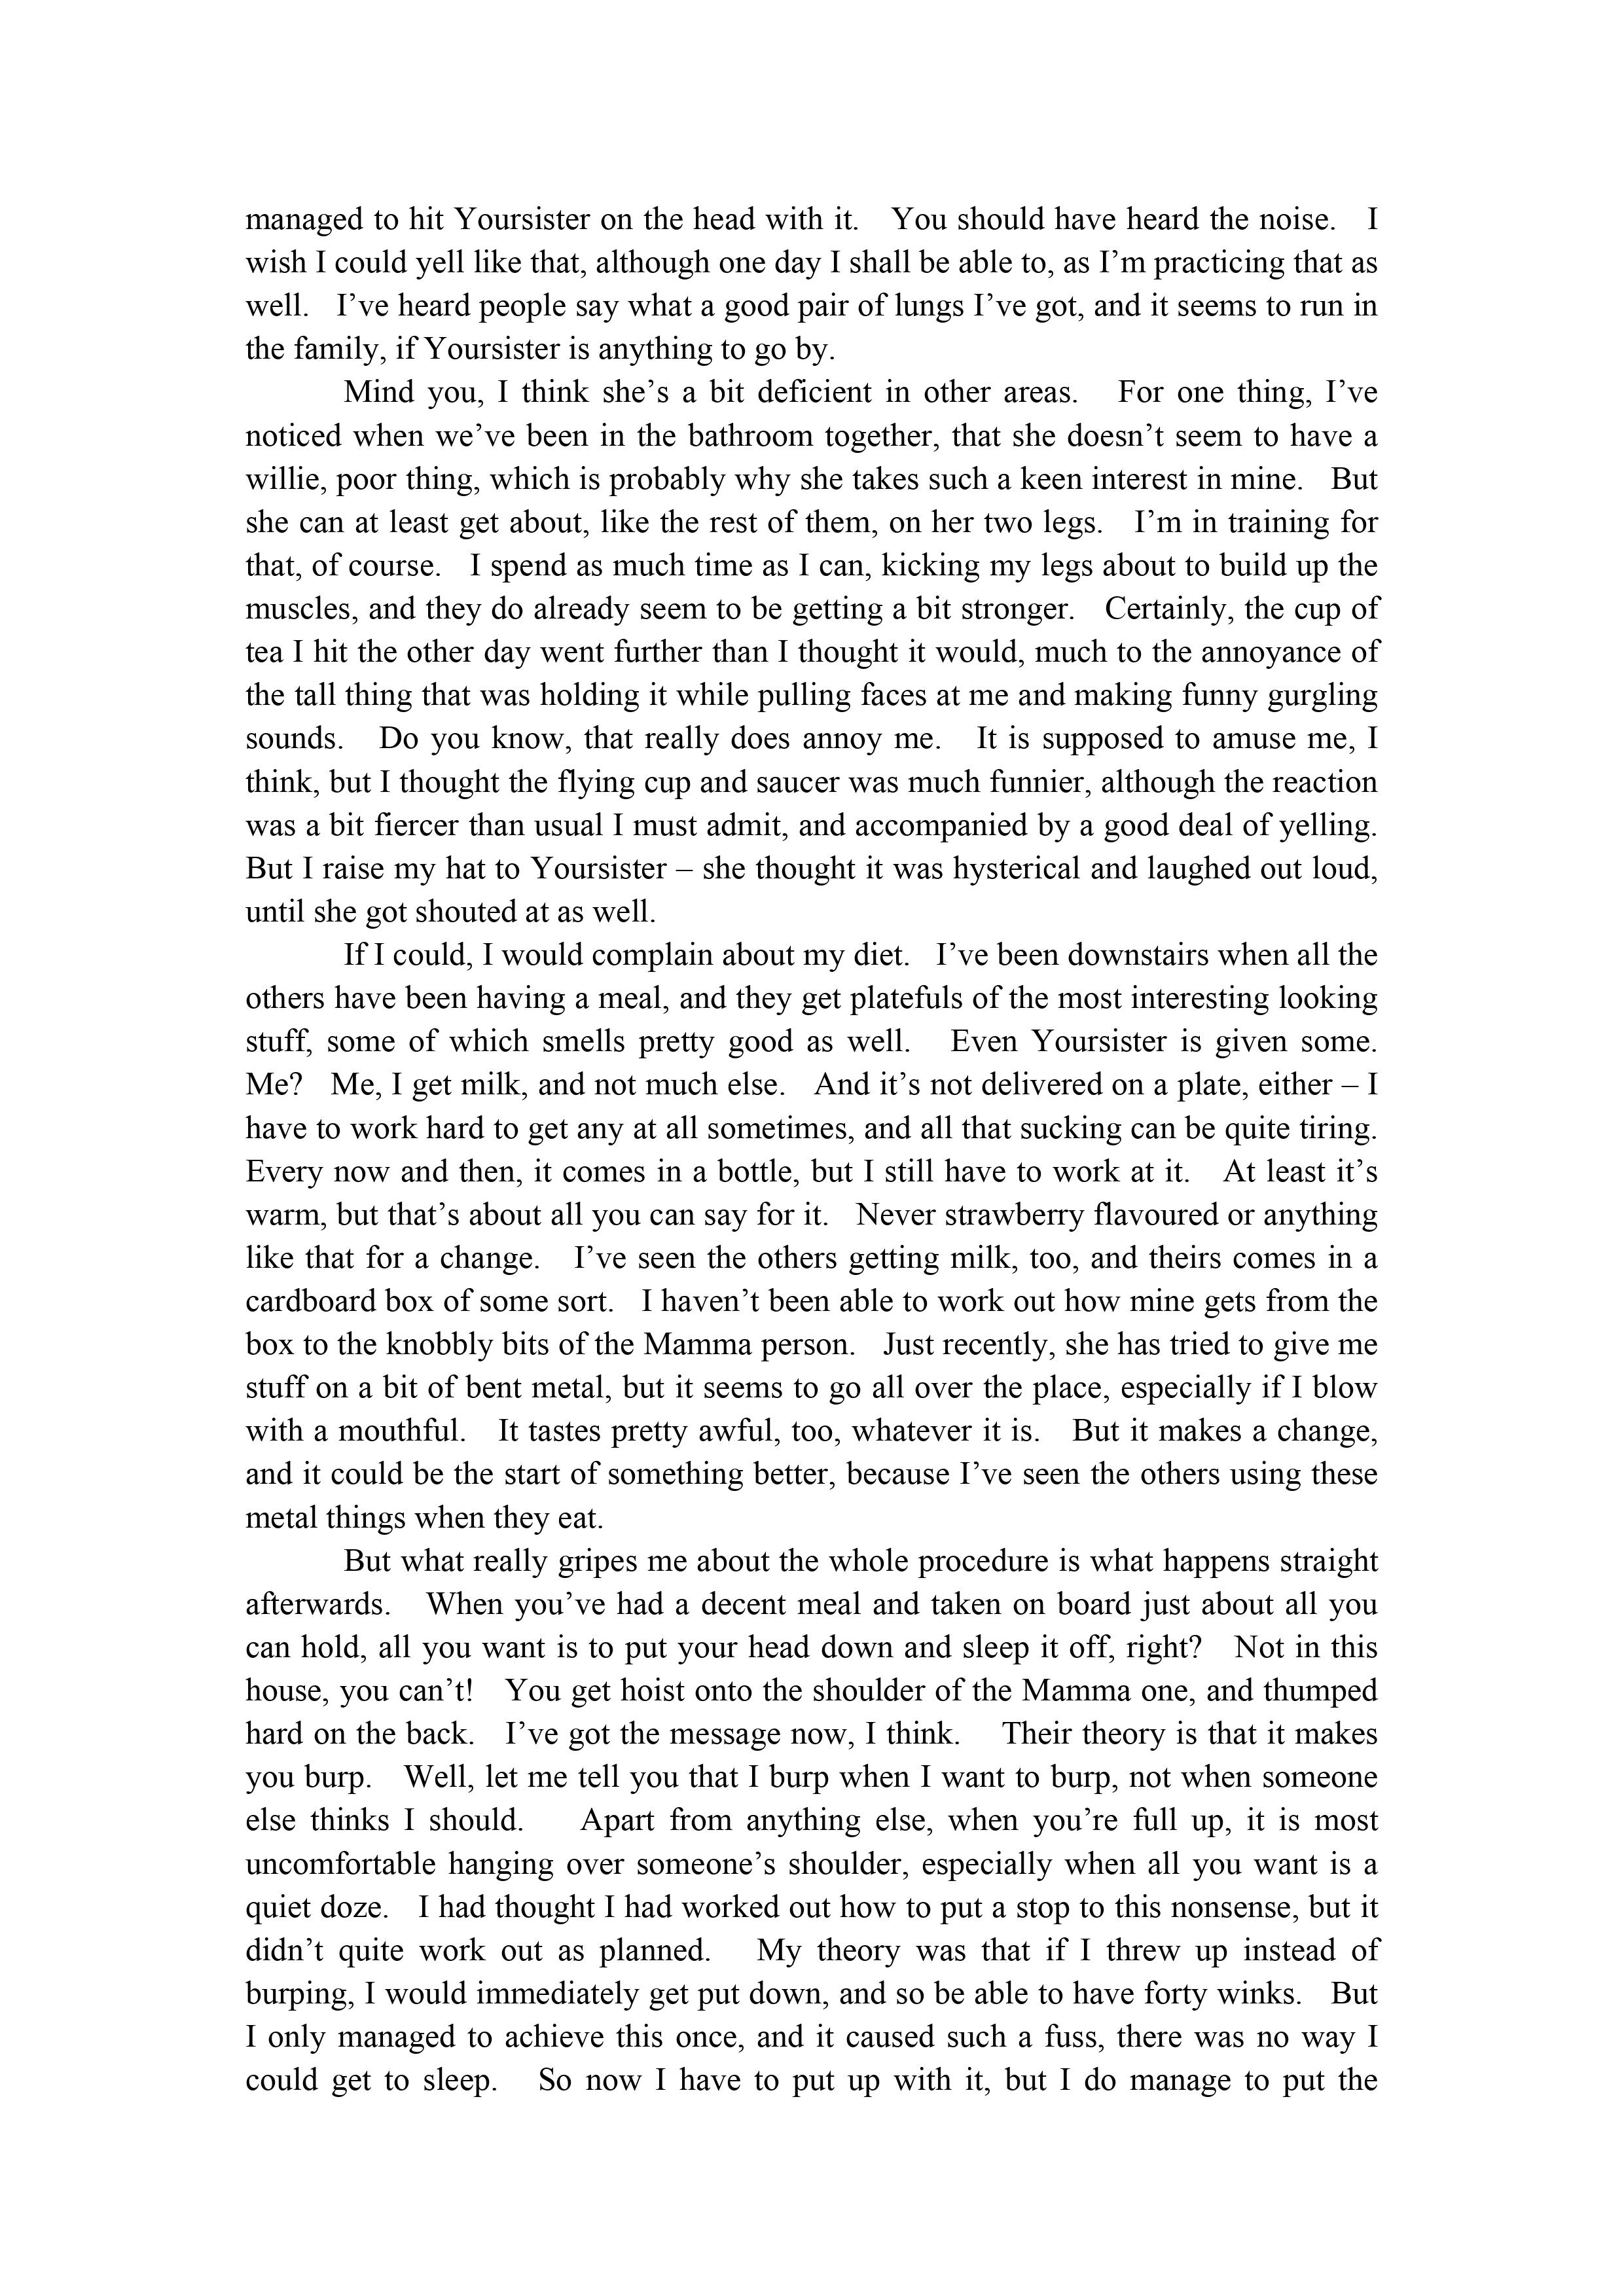 managed to hit Yoursister on the head with it.   You should have heard the noise.   I
wish I could yell like that, although one day I shall be able to, as I’m practicing that as
well.   I’ve heard people say what a good pair of lungs I’ve got, and it seems to run in
the family, if Yoursister is anything to go by.
Mind you, I think she’s a bit deficient in other areas.   For one thing, I’ve
noticed when we’ve been in the bathroom together, that she doesn’t seem to have a
willie, poor thing, which is probably why she takes such a keen interest in mine.   But
she can at least get about, like the rest of them, on her two legs.   I’m in training for
that, of course.   I spend as much time as I can, kicking my legs about to build up the
muscles, and they do already seem to be getting a bit stronger.   Certainly, the cup of
tea I hit the other day went further than I thought it would, much to the annoyance of
the tall thing that was holding it while pulling faces at me and making funny gurgling
sounds.   Do you know, that really does annoy me.   It is supposed to amuse me, I
think, but I thought the flying cup and saucer was much funnier, although the reaction
was a bit fiercer than usual I must admit, and accompanied by a good deal of yelling.
But I raise my hat to Yoursister – she thought it was hysterical and laughed out loud,
until she got shouted at as well.
If I could, I would complain about my diet.   I’ve been downstairs when all the
others have been having a meal, and they get platefuls of the most interesting looking
stuff, some of which smells pretty good as well.   Even Yoursister is given some.
Me?   Me, I get milk, and not much else.   And it’s not delivered on a plate, either – I
have to work hard to get any at all sometimes, and all that sucking can be quite tiring.
Every now and then, it comes in a bottle, but I still have to work at it.   At least it’s
warm, but that’s about all you can say for it.   Never strawberry flavoured or anything
like that for a change.   I’ve seen the others getting milk, too, and theirs comes in a
cardboard box of some sort.   I haven’t been able to work out how mine gets from the
box to the knobbly bits of the Mamma person.   Just recently, she has tried to give me
stuff on a bit of bent metal, but it seems to go all over the place, especially if I blow
with a mouthful.   It tastes pretty awful, too, whatever it is.   But it makes a change,
and it could be the start of something better, because I’ve seen the others using these
metal things when they eat.
But what really gripes me about the whole procedure is what happens straight
afterwards.   When you’ve had a decent meal and taken on board just about all you
can hold, all you want is to put your head down and sleep it off, right?   Not in this
house, you can’t!   You get hoist onto the shoulder of the Mamma one, and thumped
hard on the back.   I’ve got the message now, I think.   Their theory is that it makes
you burp.   Well, let me tell you that I burp when I want to burp, not when someone
else thinks I should.   Apart from anything else, when you’re full up, it is most
uncomfortable hanging over someone’s shoulder, especially when all you want is a
quiet doze.   I had thought I had worked out how to put a stop to this nonsense, but it
didn’t quite work out as planned.   My theory was that if I threw up instead of
burping, I would immediately get put down, and so be able to have forty winks.   But
I only managed to achieve this once, and it caused such a fuss, there was no way I
could get to sleep.   So now I have to put up with it, but I do manage to put the